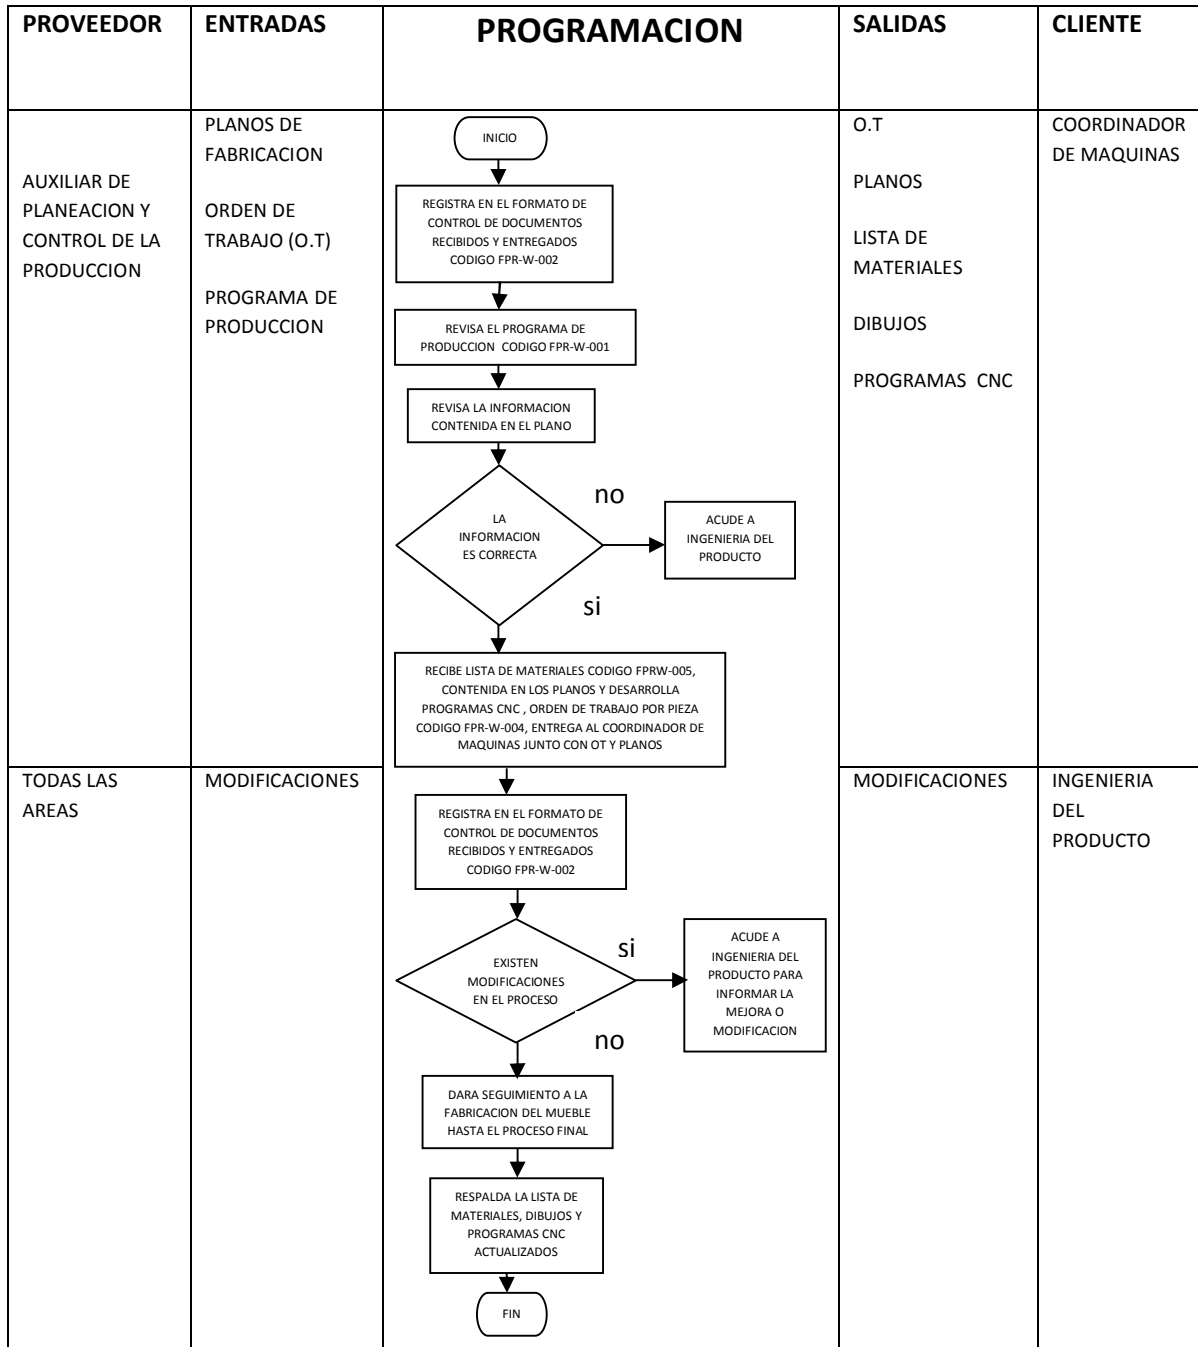 PROVEEDOR
ENTRADAS
PROGRAMACION
SALIDAS
CLIENTE
AUXILIAR DE
PLANEACION Y
CONTROL DE LA
PRODUCCION
PLANOS DE
FABRICACION
ORDEN DE
TRABAJO (O.T)
PROGRAMA DE
PRODUCCION
INICIO
REGISTRA EN EL FORMATO DE
CONTROL DE DOCUMENTOS
RECIBIDOS Y ENTREGADOS
CODIGO FPR-W-002
REVISA EL PROGRAMA DE
PRODUCCION CODIGO FPR-W-001
REVISA LA INFORMACION
CONTENIDA EN EL PLANO
LA
INFORMACION
ES CORRECTA
no
ACUDE A
INGENIERIA DEL
PRODUCTO
si
RECIBE LISTA DE MATERIALES CODIGO FPRW-005,
CONTENIDA EN LOS PLANOS Y DESARROLLA
PROGRAMAS CNC , ORDEN DE TRABAJO POR PIEZA
CODIGO FPR-W-004, ENTREGA AL COORDINADOR DE
MAQUINAS JUNTO CON OT Y PLANOS
O.T
PLANOS
LISTA DE
MATERIALES
DIBUJOS
PROGRAMAS CNC
COORDINADOR
DE MAQUINAS
TODAS LAS
AREAS
MODIFICACIONES
REGISTRA EN EL FORMATO DE
CONTROL DE DOCUMENTOS
RECIBIDOS Y ENTREGADOS
CODIGO FPR-W-002
EXISTEN
MODIFICACIONES
EN EL PROCESO
si
ACUDE A
INGENIERIA DEL
PRODUCTO PARA
INFORMAR LA
MEJORA O
MODIFICACION
no
DARA SEGUIMIENTO A LA
FABRICACION DEL MUEBLE
HASTA EL PROCESO FINAL
RESPALDA LA LISTA DE
MATERIALES, DIBUJOS Y
PROGRAMAS CNC
ACTUALIZADOS
FIN
MODIFICACIONES
INGENIERIA
DEL
PRODUCTO